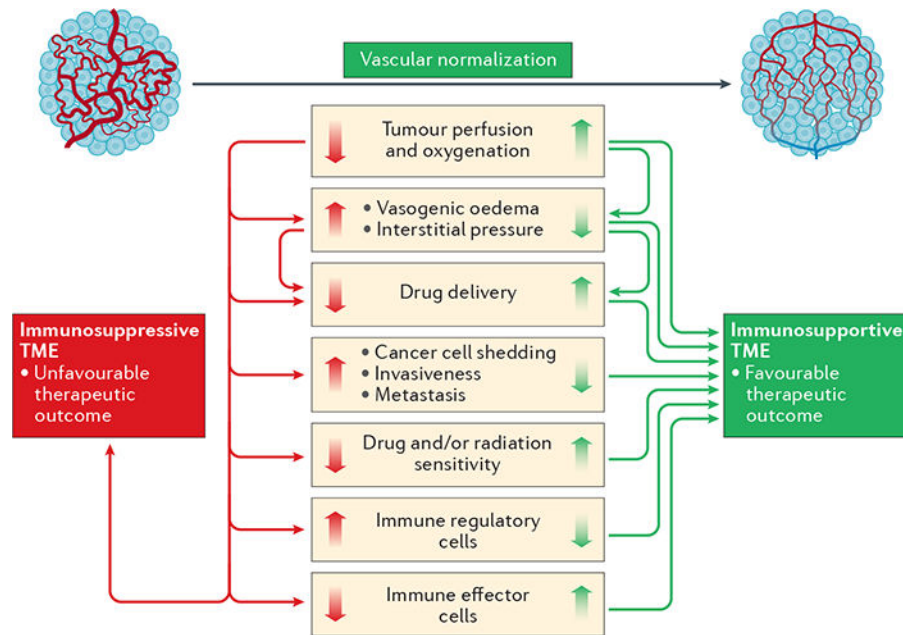 Vascular normalization
Tumour perfusion
and oxygenation
• Vasogenic oedema
• Interstitial pressure
Drug delivery
Immunosuppressive
TME
• Unfavourable
therapeutic
outcome
• Cancer cell shedding
• Invasiveness
• Metastasis
Immunosupportive
TME
• Favourable
therapeutic
outcome
Drug and/or radiation
sensitivity
Immune regulatory
cells
Immune effector
cells